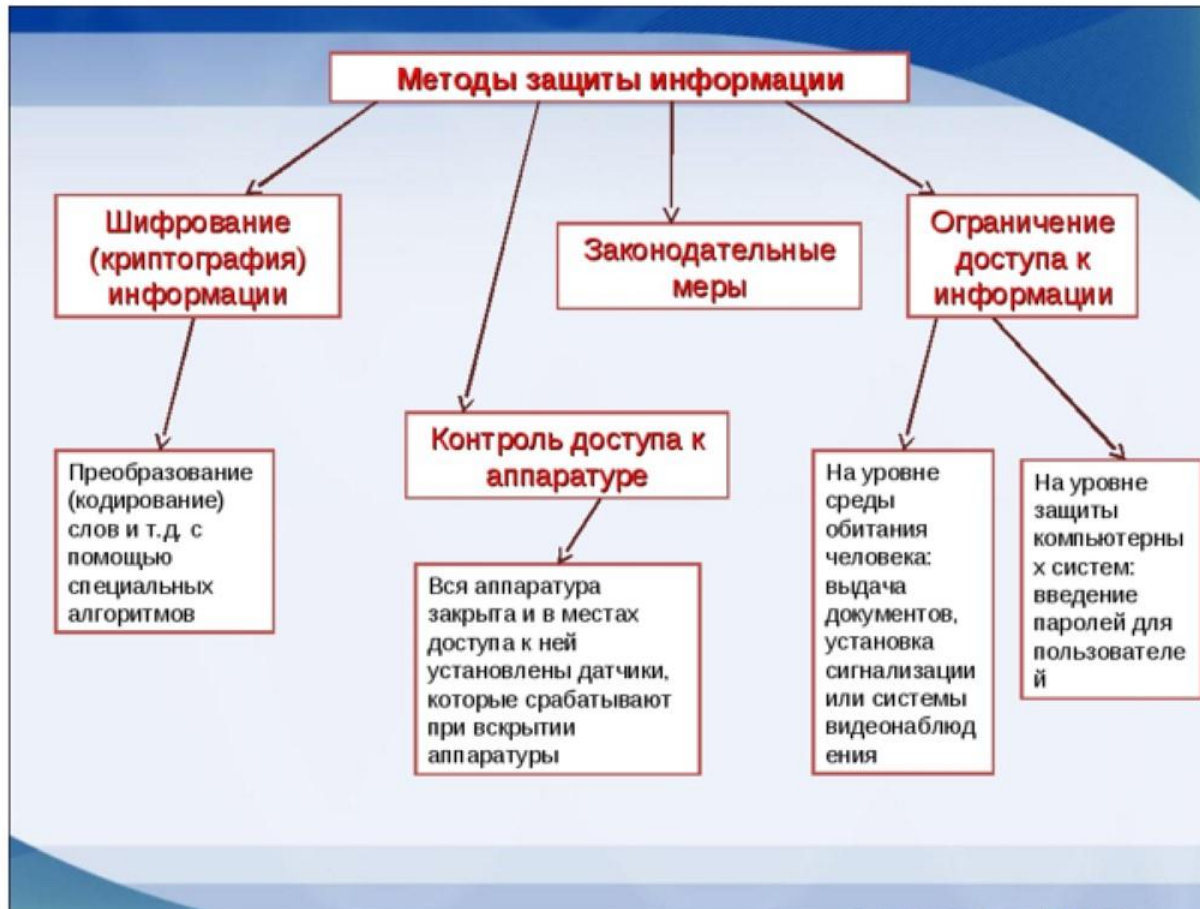 Методы защиты информации
Шифрование
(криптография)
информации
Законодательные
меры
Ограничение
доступа к
информации
Контроль доступа к
аппаратуре
Преобразование
(кодирование)
слов и т.д. с
помощью
специальных
алгоритмов
Вся аппаратура
закрыта и в местах
доступа к ней
установлены датчики,
которые срабатывают
при вскрытии
аппаратуры
На уровне
среды
обитания
человека:
выдача
документов,
установка
сигнализации
или системы
видеонаблюд
ения
На уровне
защиты
компьютерны
х систем:
введение
паролей для
пользователе
й